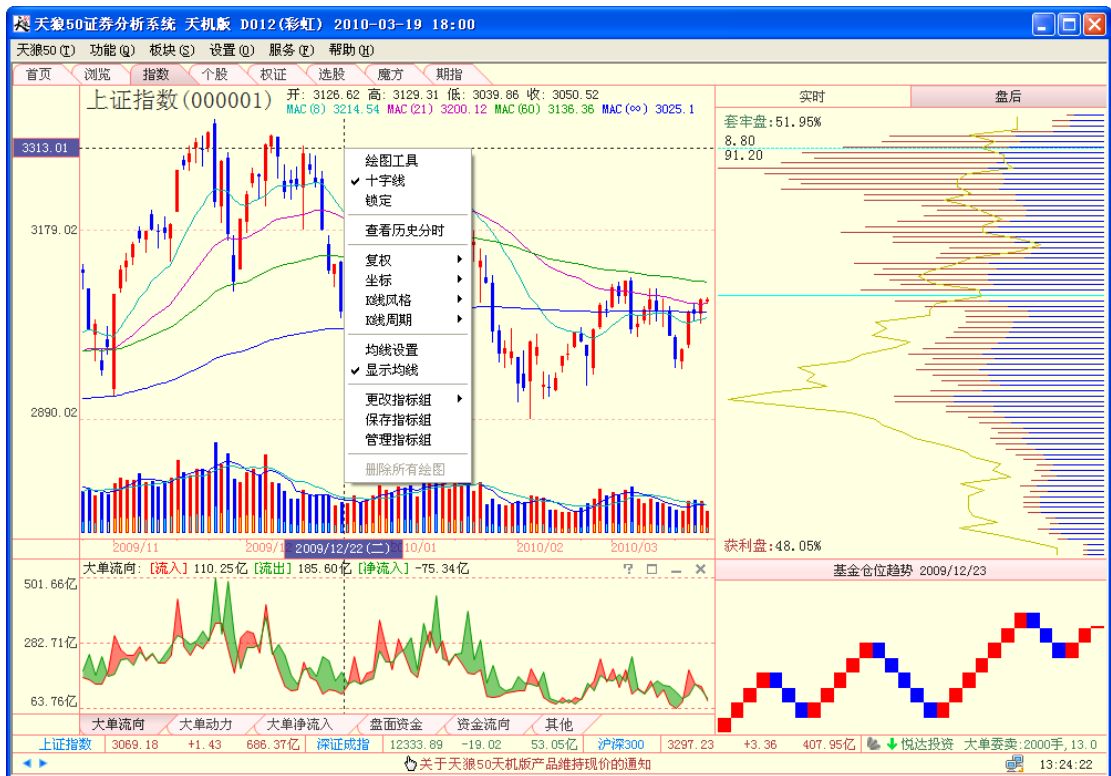 天狼50证券分析系统 天机版 D012(彩虹) 2010-03-19 18:00
天狼50(T) 功能(Q) 板块(S) 设置(O) 服务(F) 帮助(H)
首页 浏览 指数 个股 权证 选股 魔方 期指
上证指数(000001) 开: 3126.62 高: 3129.31 低: 3039.86 收: 3050.52
MAC(8) 3214.54 MAC(21) 3200.12 MAC(60) 3136.36 MAC(∞) 3025.1
实时 盘后
套牢盘:51.95%
8.80
91.20
3313.01
3179.02
2890.02
绘图工具
✓ 十字线
锁定
查看历史分时
复权
坐标
K线风格
K线周期
均线设置
✓ 显示均线
更改指标组
保存指标组
管理指标组
删除所有绘图
获利盘:48.05%
2009/11 2009/1 2009/12/22(二) 10/01 2010/02 2010/03
大单流向: [流入] 110.25亿 [流出] 185.60亿 [净流入] -75.34亿
基金仓位趋势 2009/12/23
501.66亿
282.71亿
63.76亿
大单流向 大单动力 大单净流入 盘面资金 资金流向 其他
上证指数 3069.18 +1.43 686.37亿 深证成指 12333.89 -19.02 53.05亿 沪深300 3297.23 +3.36 407.95亿 悦达投资 大单委卖:2000手,13.0
关于天狼50天机版产品维持现价的通知 13:24:22